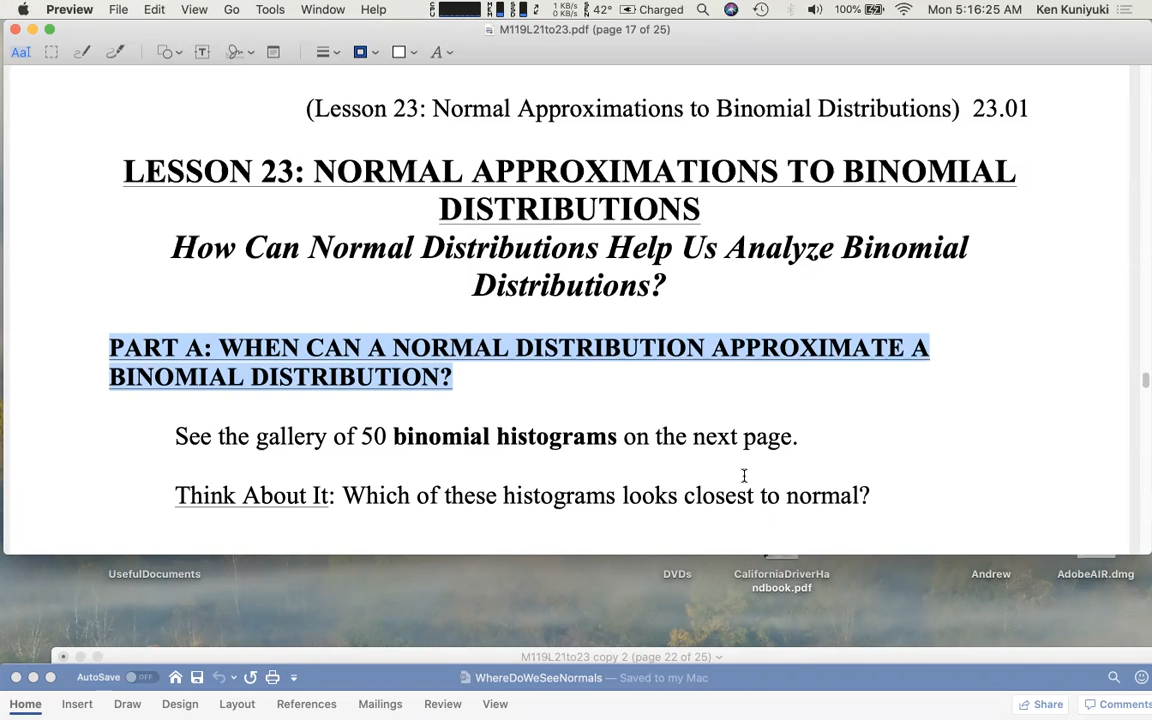 Preview File Edit View Go Tools Window Help 1 KB/s 0 KB/s 42° Charged 100% Mon 5:16:25 AM Ken Kuniyuki
M119L21to23.pdf (page 17 of 25)
(Lesson 23: Normal Approximations to Binomial Distributions) 23.01
LESSON 23: NORMAL APPROXIMATIONS TO BINOMIAL
DISTRIBUTIONS
How Can Normal Distributions Help Us Analyze Binomial
Distributions?
PART A: WHEN CAN A NORMAL DISTRIBUTION APPROXIMATE A
BINOMIAL DISTRIBUTION?
See the gallery of 50 binomial histograms on the next page.
Think About It: Which of these histograms looks closest to normal?
UsefulDocuments DVDs CaliforniaDriverHa Andrew AdobeAIR.dmg
ndbook.pdf
M119L21to23 copy 2 (page 22 of 25)
AutoSave OFF WhereDoWeSeeNormals — Saved to my Mac
Home Insert Draw Design Layout References Mailings Review View Share Comments